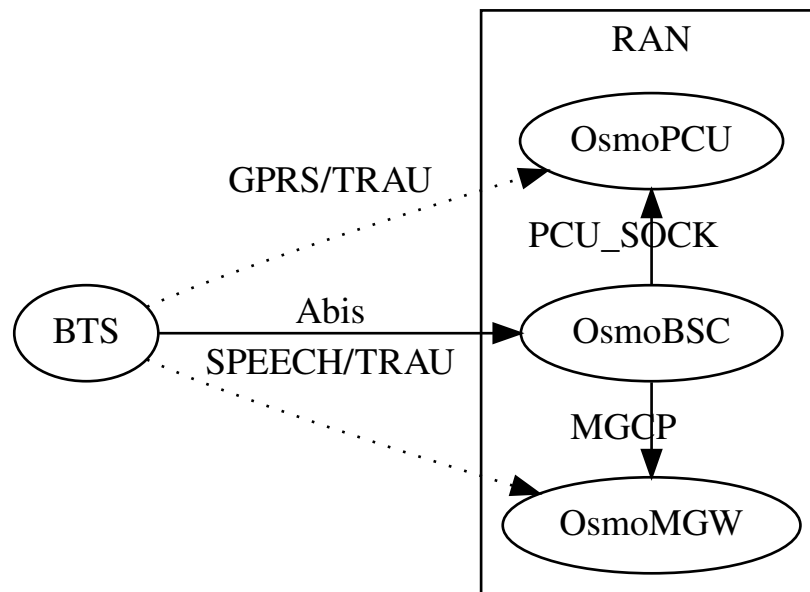 RAN
OsmoPCU
GPRS/TRAU
PCU_SOCK
Abis
BTS
OsmoBSC
SPEECH/TRAU
MGCP
OsmoMGW